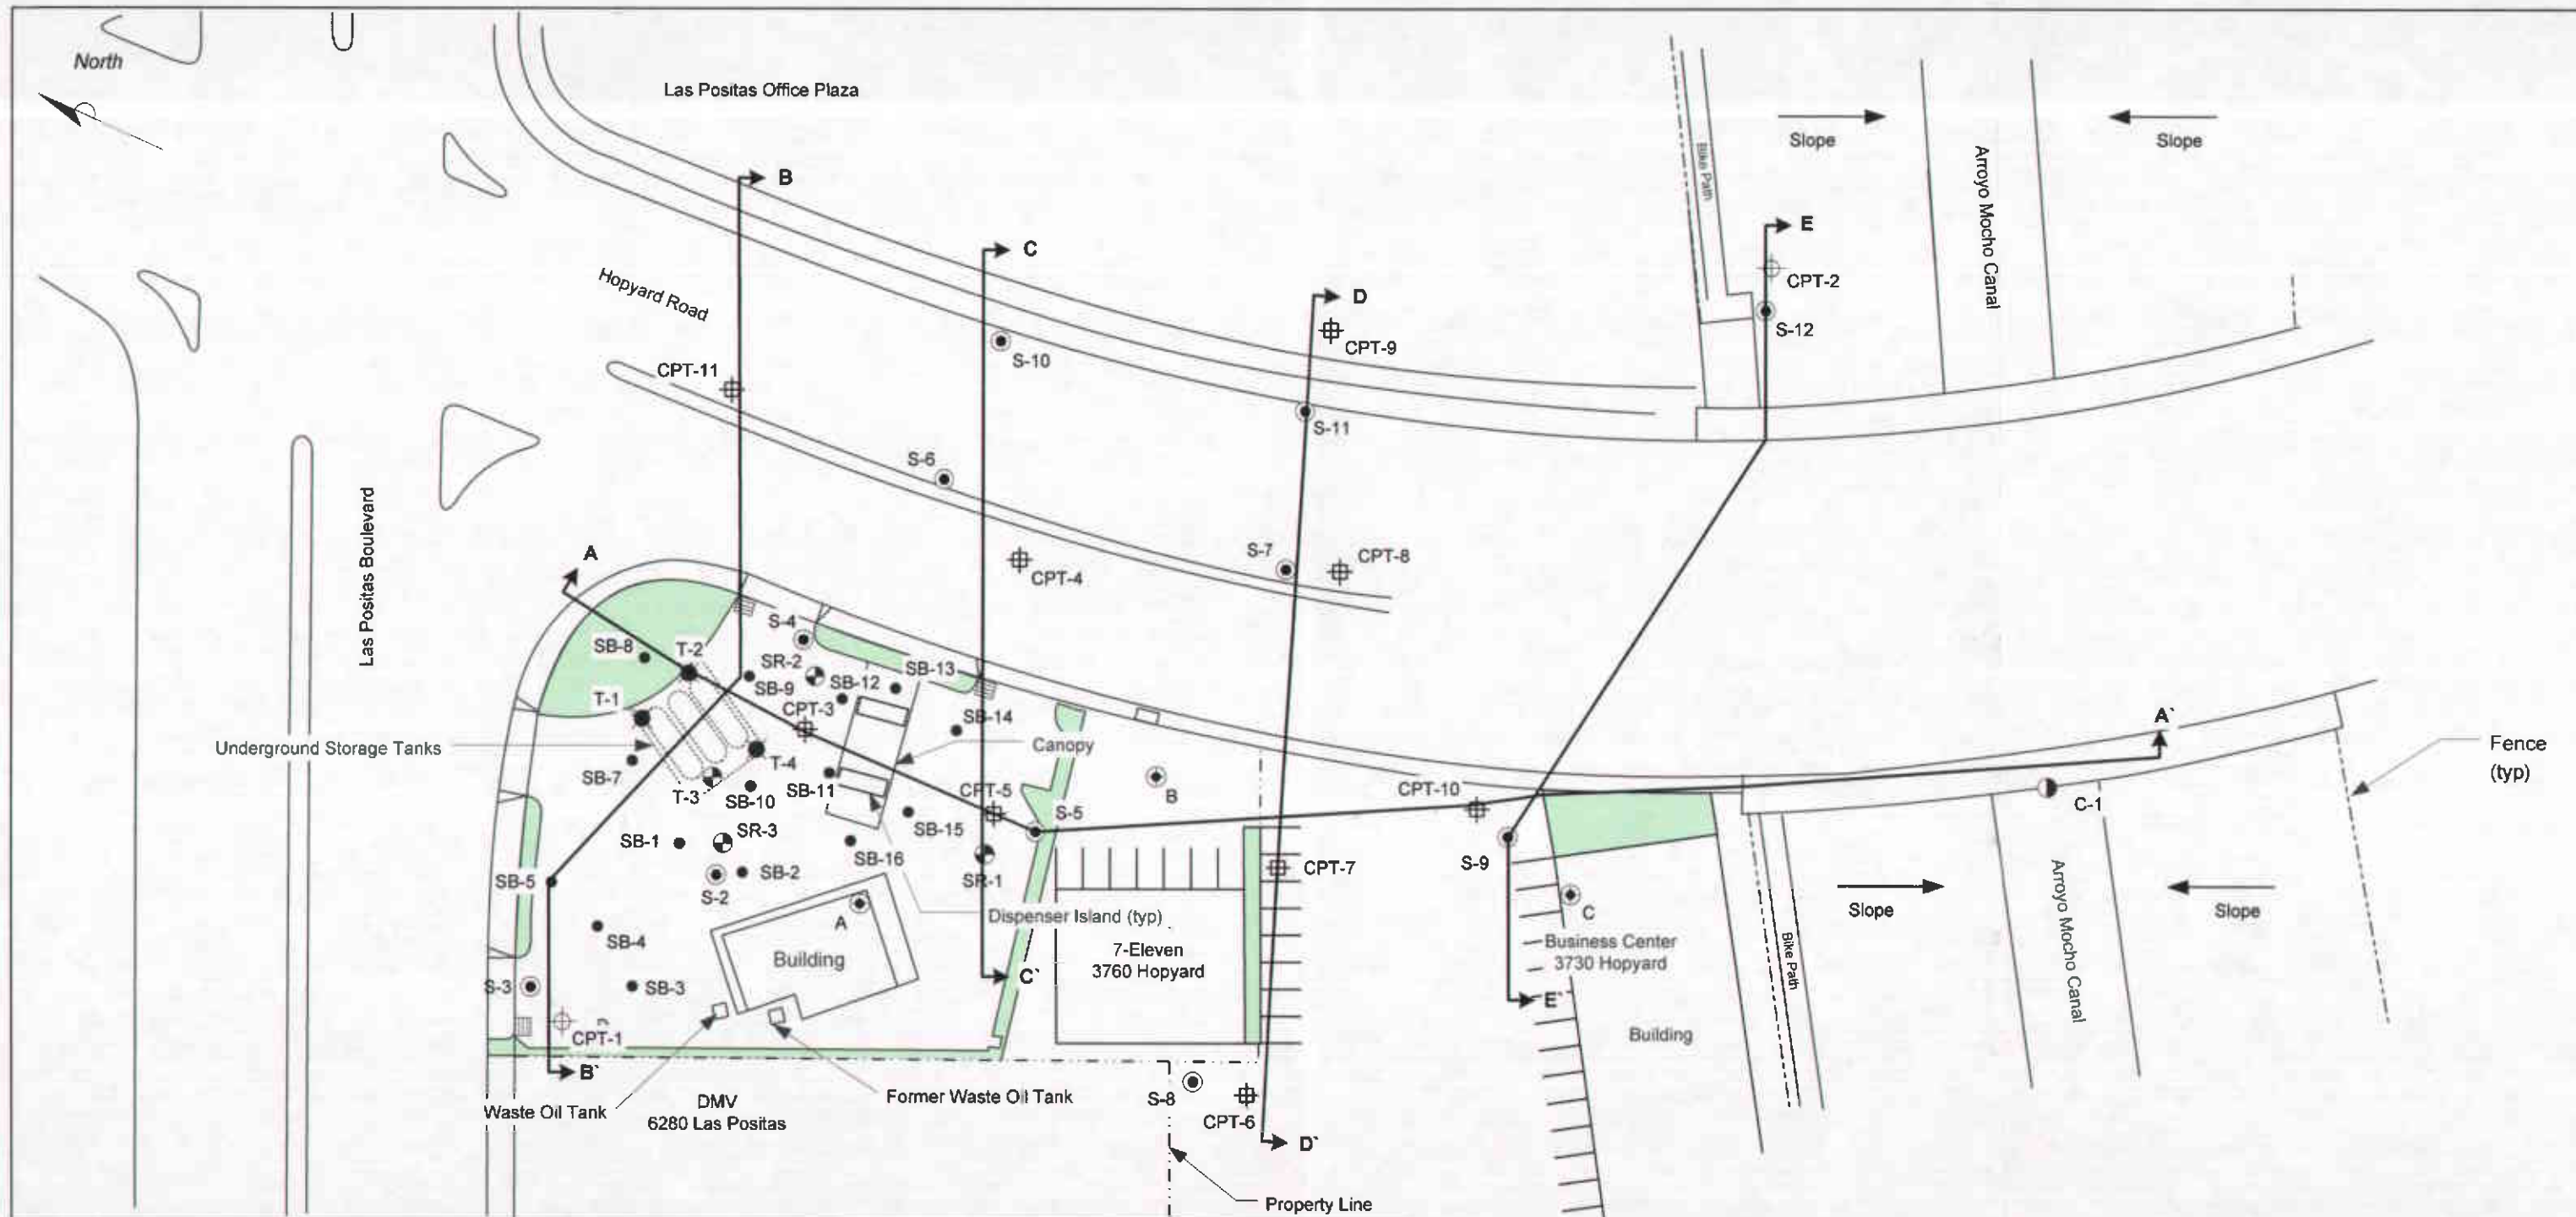 North
Las Positas Office Plaza
B
C
D
E
Slope
Slope
Bike Path
Arroyo Mocho Canal
CPT-2
S-12
Hopyard Road
CPT-9
S-10
CPT-11
S-11
S-6
Las Positas Boulevard
A
S-7
CPT-8
CPT-4
S-4
SB-8
T-2
SR-2
SB-13
SB-9
SB-12
T-1
CPT-3
SB-14
A`
Underground Storage Tanks
Canopy
Fence
(typ)
T-4
SB-7
T-3
SB-10
SB-11
CPT-5
B
CPT-10
C-1
S-5
SB-15
SB-1
SR-3
SB-16
S-9
CPT-7
SB-2
S-2
SR-1
SB-5
Dispenser Island (typ)
A
C
Slope
Slope
SB-4
Building
7-Eleven
3760 Hopyard
Business Center
3730 Hopyard
Bike Path
Arroyo Mocho Canal
C`
S-3
SB-3
E`
CPT-1
Building
B`
Waste Oil Tank
DMV
6280 Las Positas
Former Waste Oil Tank
S-8
CPT-6
D`
Property Line